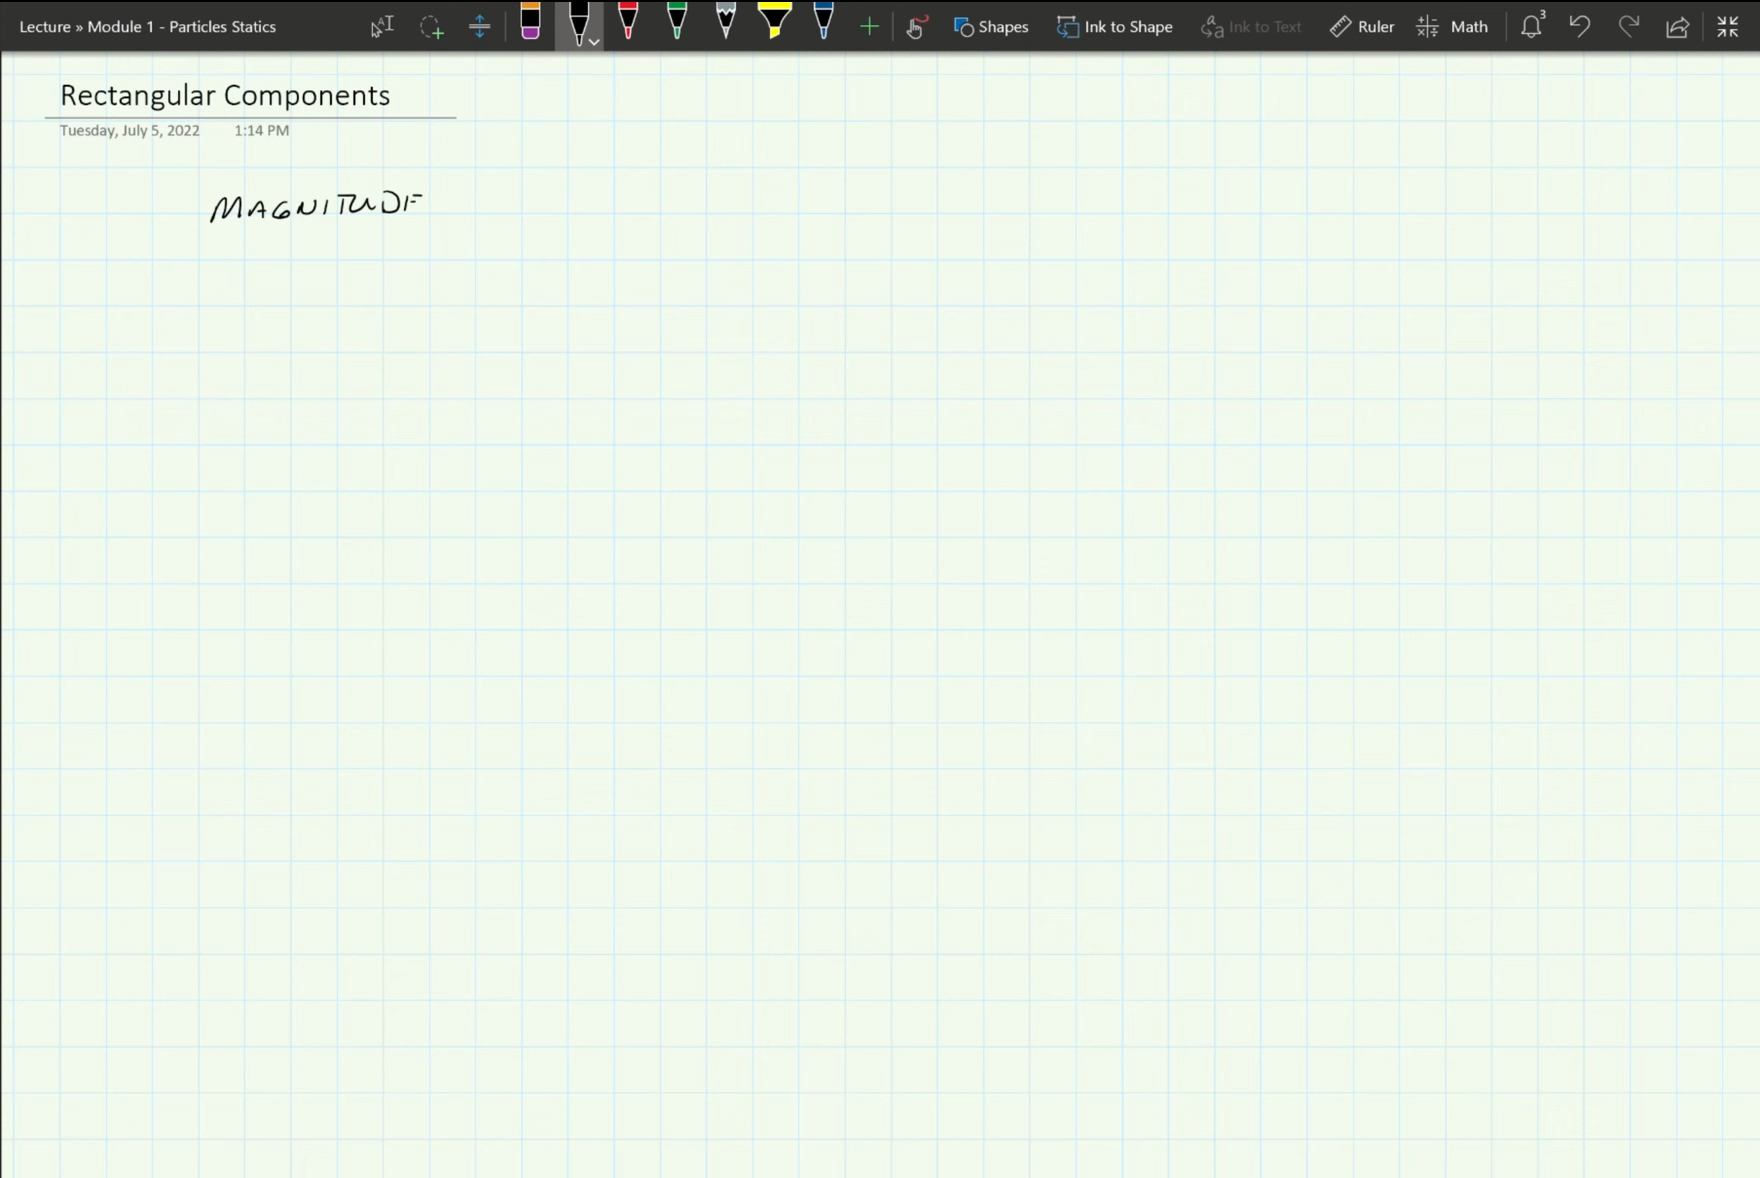 Lecture » Module 1 - Particles Statics Shapes Ink to Shape Ink to Text Ruler Math 3
Rectangular Components
Tuesday, July 5, 2022 1:14 PM
MAGNITUDE